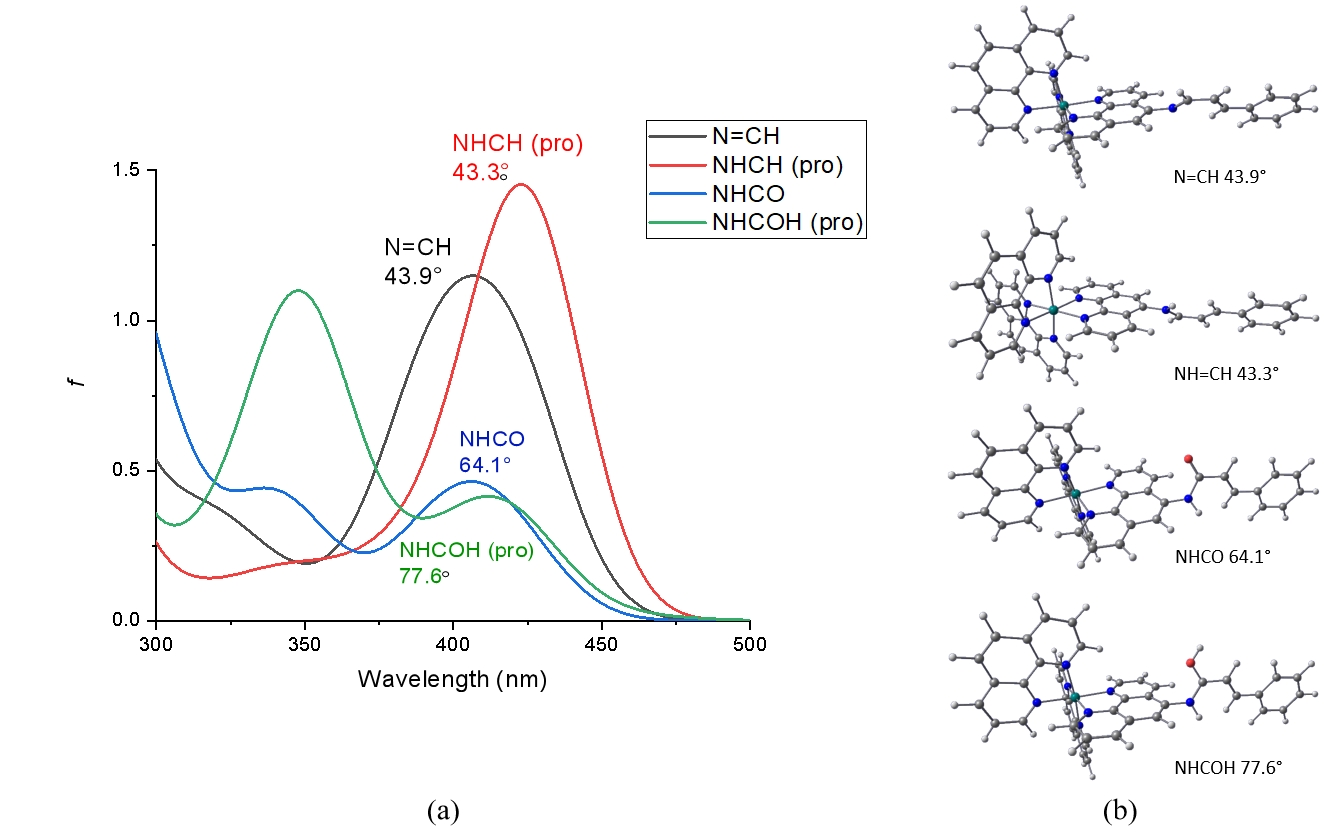 NHCH (pro)
43.3°
N=CH
43.9°
NHCO
64.1°
NHCOH (pro)
77.6°
N=CH
NHCH (pro)
NHCO
NHCOH (pro)
1.5
1.0
0.5
0.0
f
300
350
400
450
500
Wavelength (nm)
(a)
N=CH 43.9°
NH=CH 43.3°
NHCO 64.1°
NHCOH 77.6°
(b)